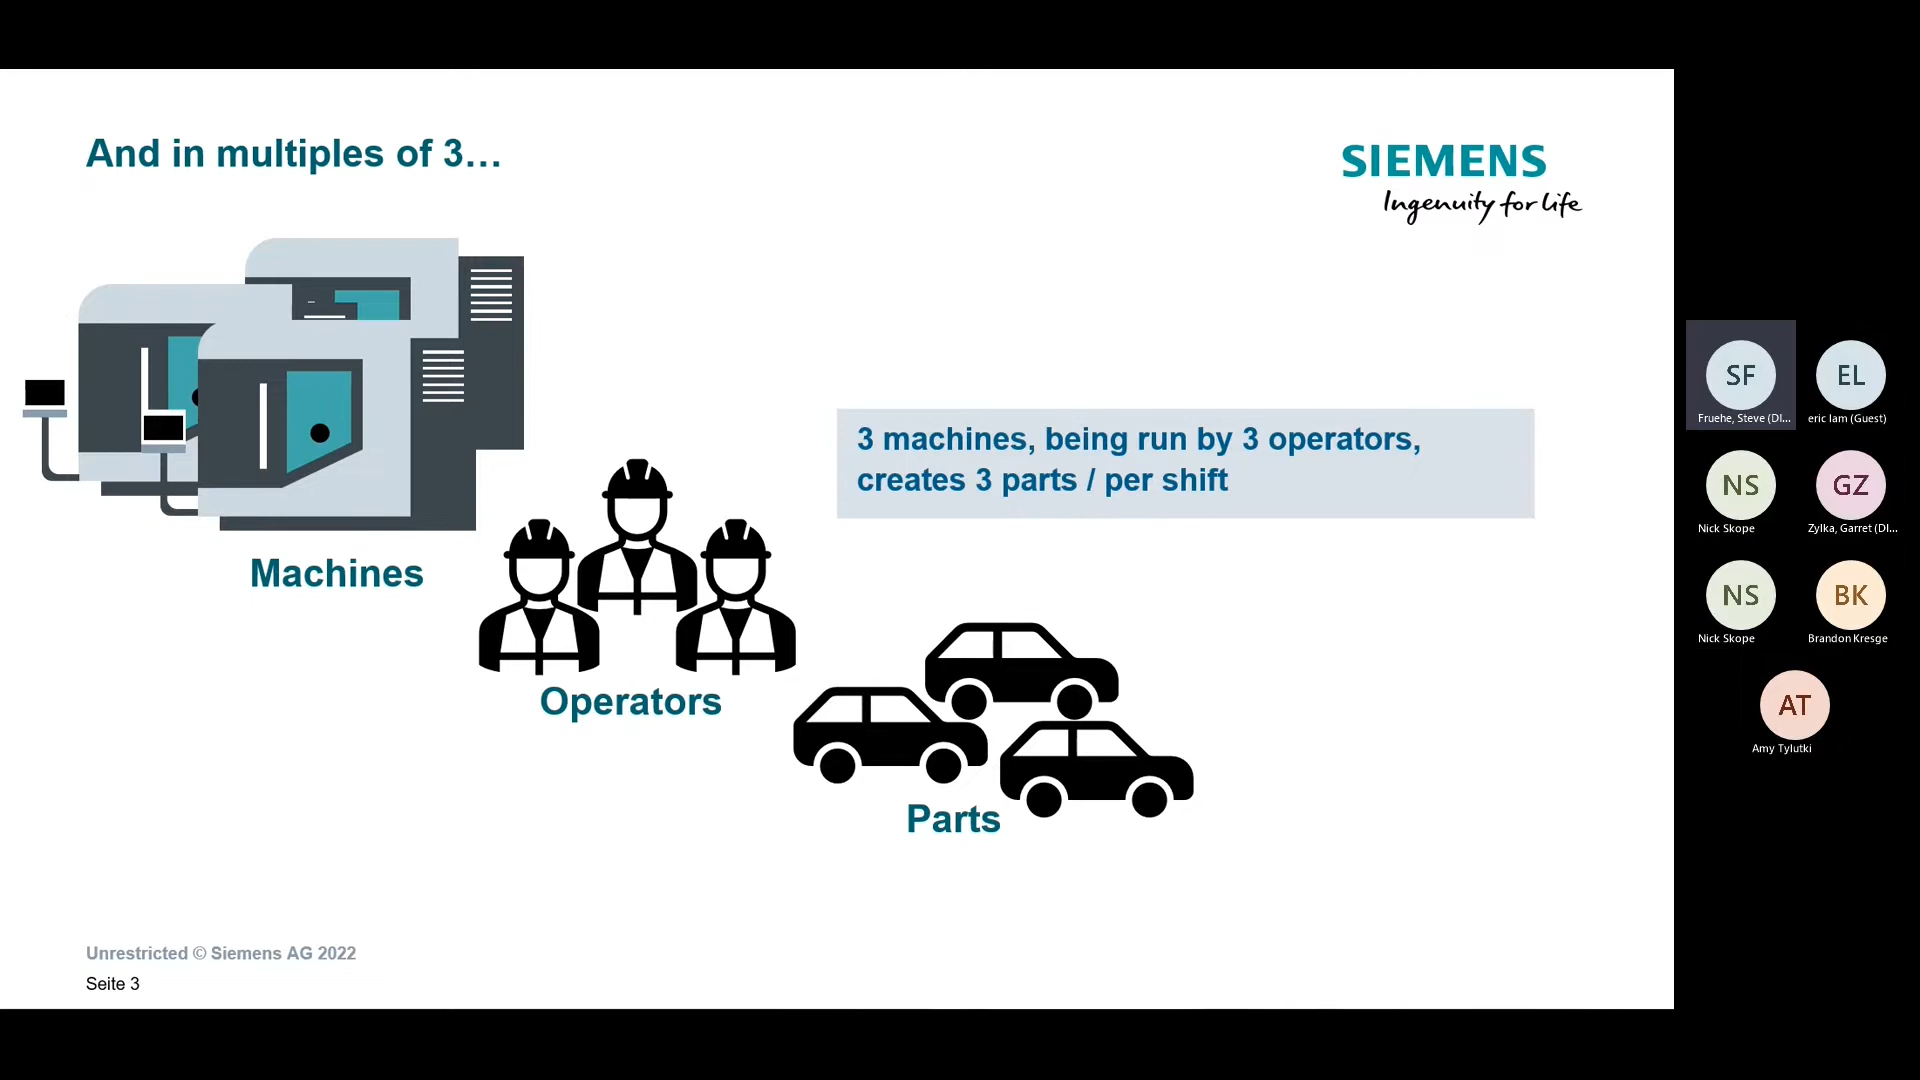 And in multiples of 3…
SIEMENS
Ingenuity for life
3 machines, being run by 3 operators,
creates 3 parts / per shift
Machines
Operators
Parts
Unrestricted © Siemens AG 2022
Seite 3
SF
Fruehe, Steve (DI...
EL
eric lam (Guest)
NS
Nick Skope
GZ
Zylka, Garret (DI...
NS
Nick Skope
BK
Brandon Kresge
AT
Amy Tylutki